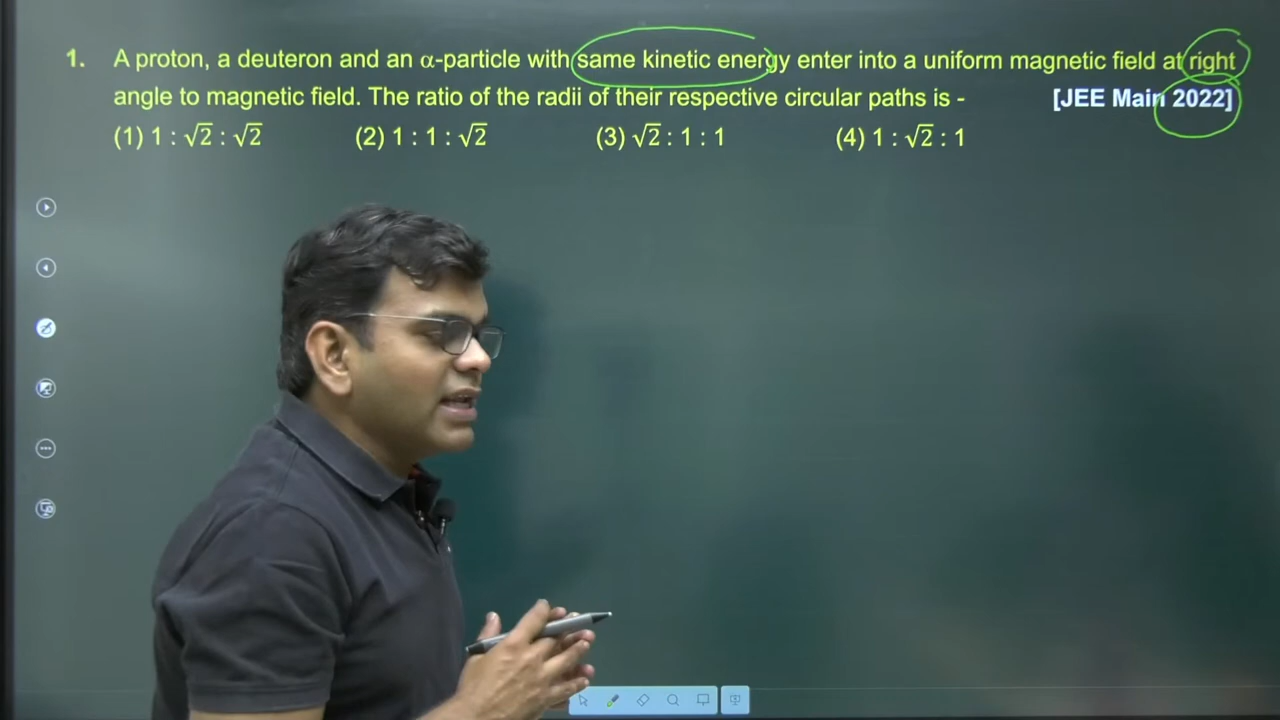 1. A proton, a deuteron and an α-particle with same kinetic energy enter into a uniform magnetic field at right
angle to magnetic field. The ratio of the radii of their respective circular paths is - [JEE Main 2022]
(1) 1 : √2 : √2 (2) 1 : 1 : √2 (3) √2 : 1 : 1 (4) 1 : √2 : 1